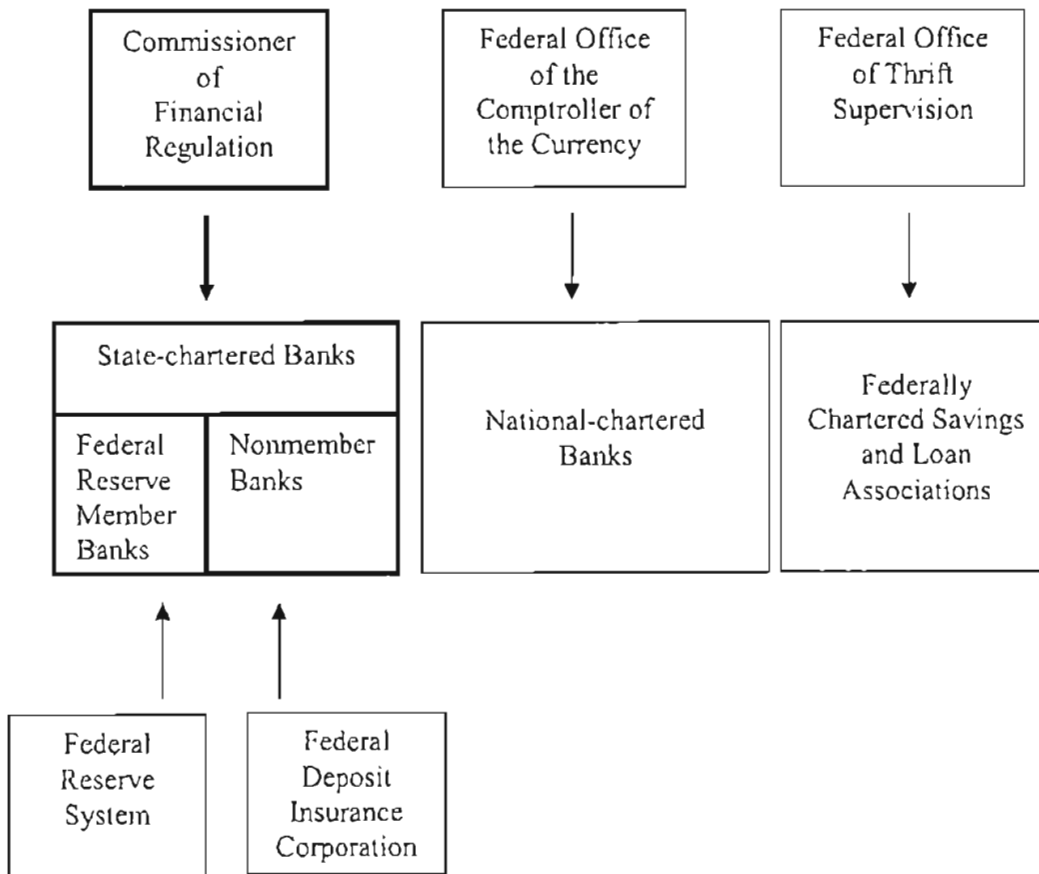 Commissioner
of
Financial
Regulation
Federal Office
of the
Comptroller of
the Currency
Federal Office
of Thrift
Supervision
State-chartered Banks
Federal
Reserve
Member
Banks
Nonmember
Banks
National-chartered
Banks
Federally
Chartered Savings
and Loan
Associations
Federal
Reserve
System
Federal
Deposit
Insurance
Corporation